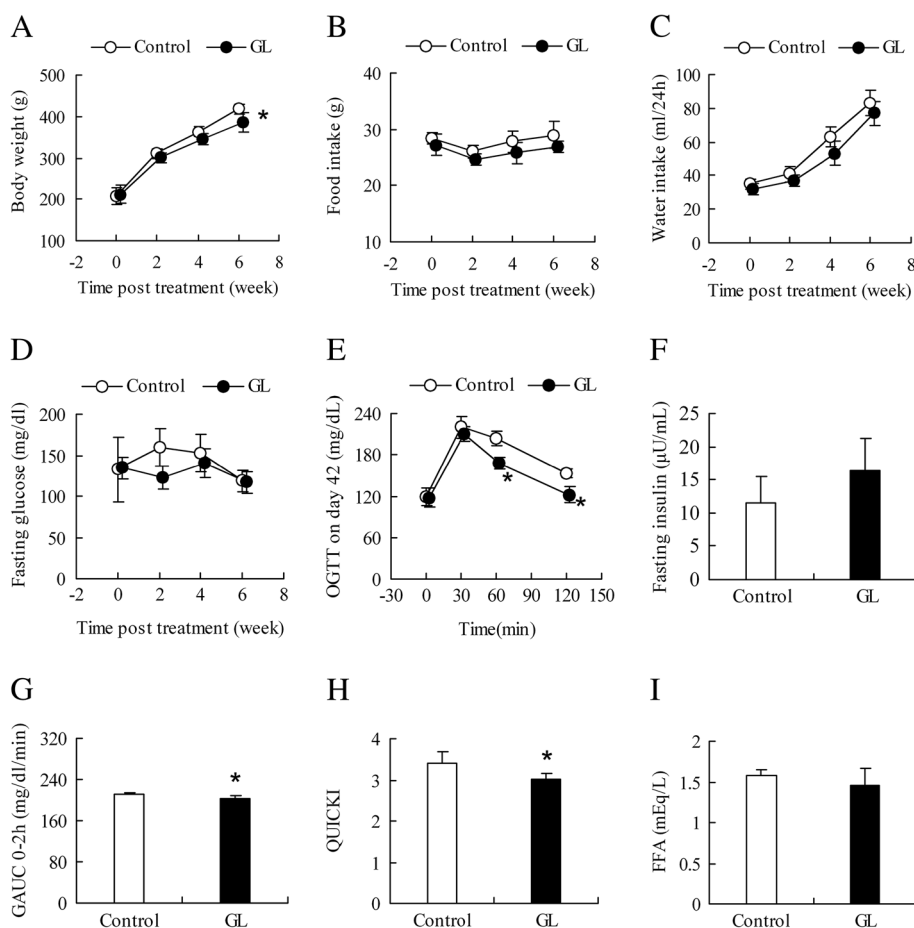 A
B
C
Control GL
Control GL
Control GL
Body weight (g)
500
400
300
200
100
-2 0 2 4 6 8
Time post treatment (week)
*
Food intake (g)
40
30
20
10
-2 0 2 4 6 8
Time post treatment (week)
Water intake (ml/24h)
100
80
60
40
20
0
-2 0 2 4 6 8
Time post treatment (week)
D
E
F
Control GL
Control GL
Fasting glucose (mg/dl)
200
150
100
50
0
-2 0 2 4 6 8
Time post treatment (week)
OGTT on day 42 (mg/dL)
240
180
120
60
0
-30 0 30 60 90 120 150
Time(min)
*
*
Fasting insulin (μU/mL)
25
20
15
10
5
0
Control GL
G
H
I
GAUC 0-2h (mg/dl/min)
320
240
160
80
0
Control GL
*
QUICKI
4
3
2
1
0
Control GL
*
FFA (mEq/L)
2
1.5
1
0.5
0
Control GL